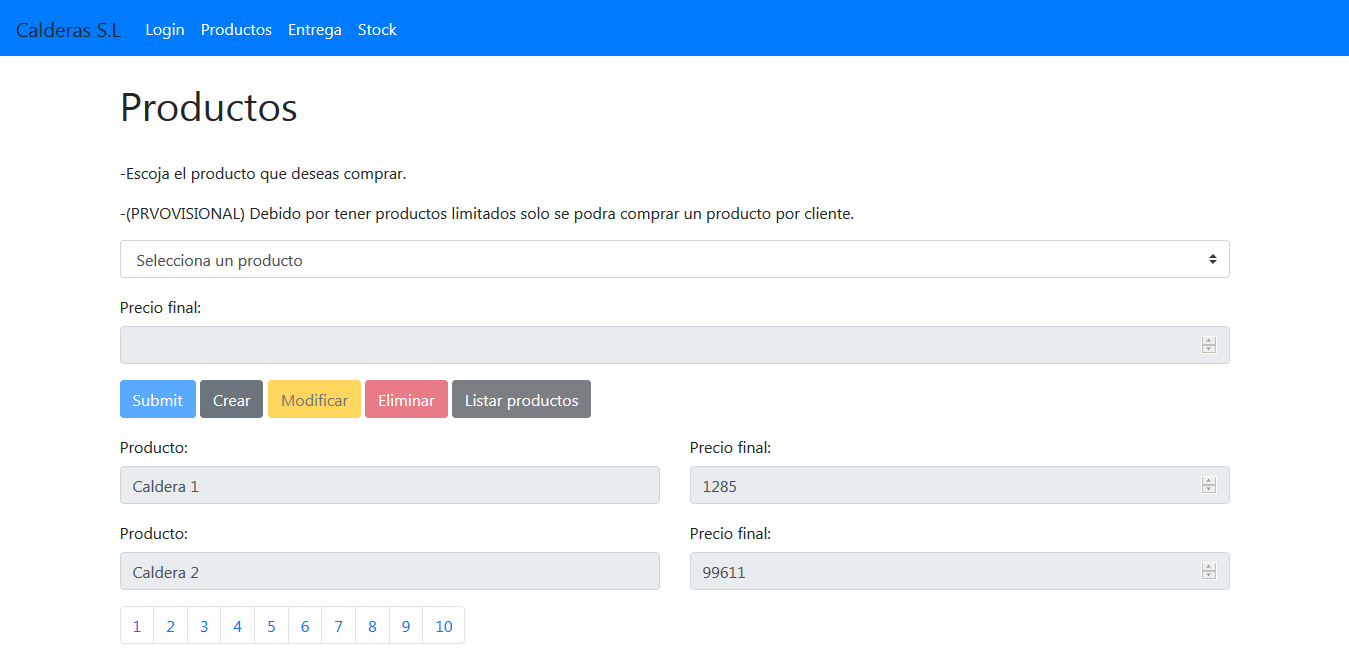 Calderas S.L Login Productos Entrega Stock
Productos
-Escoja el producto que deseas comprar.
-(PRVOVISIONAL) Debido por tener productos limitados solo se podra comprar un producto por cliente.
Selecciona un producto
Precio final:
Submit Crear Modificar Eliminar Listar productos
Producto: Precio final:
Caldera 1 1285
Producto: Precio final:
Caldera 2 99611
1 2 3 4 5 6 7 8 9 10